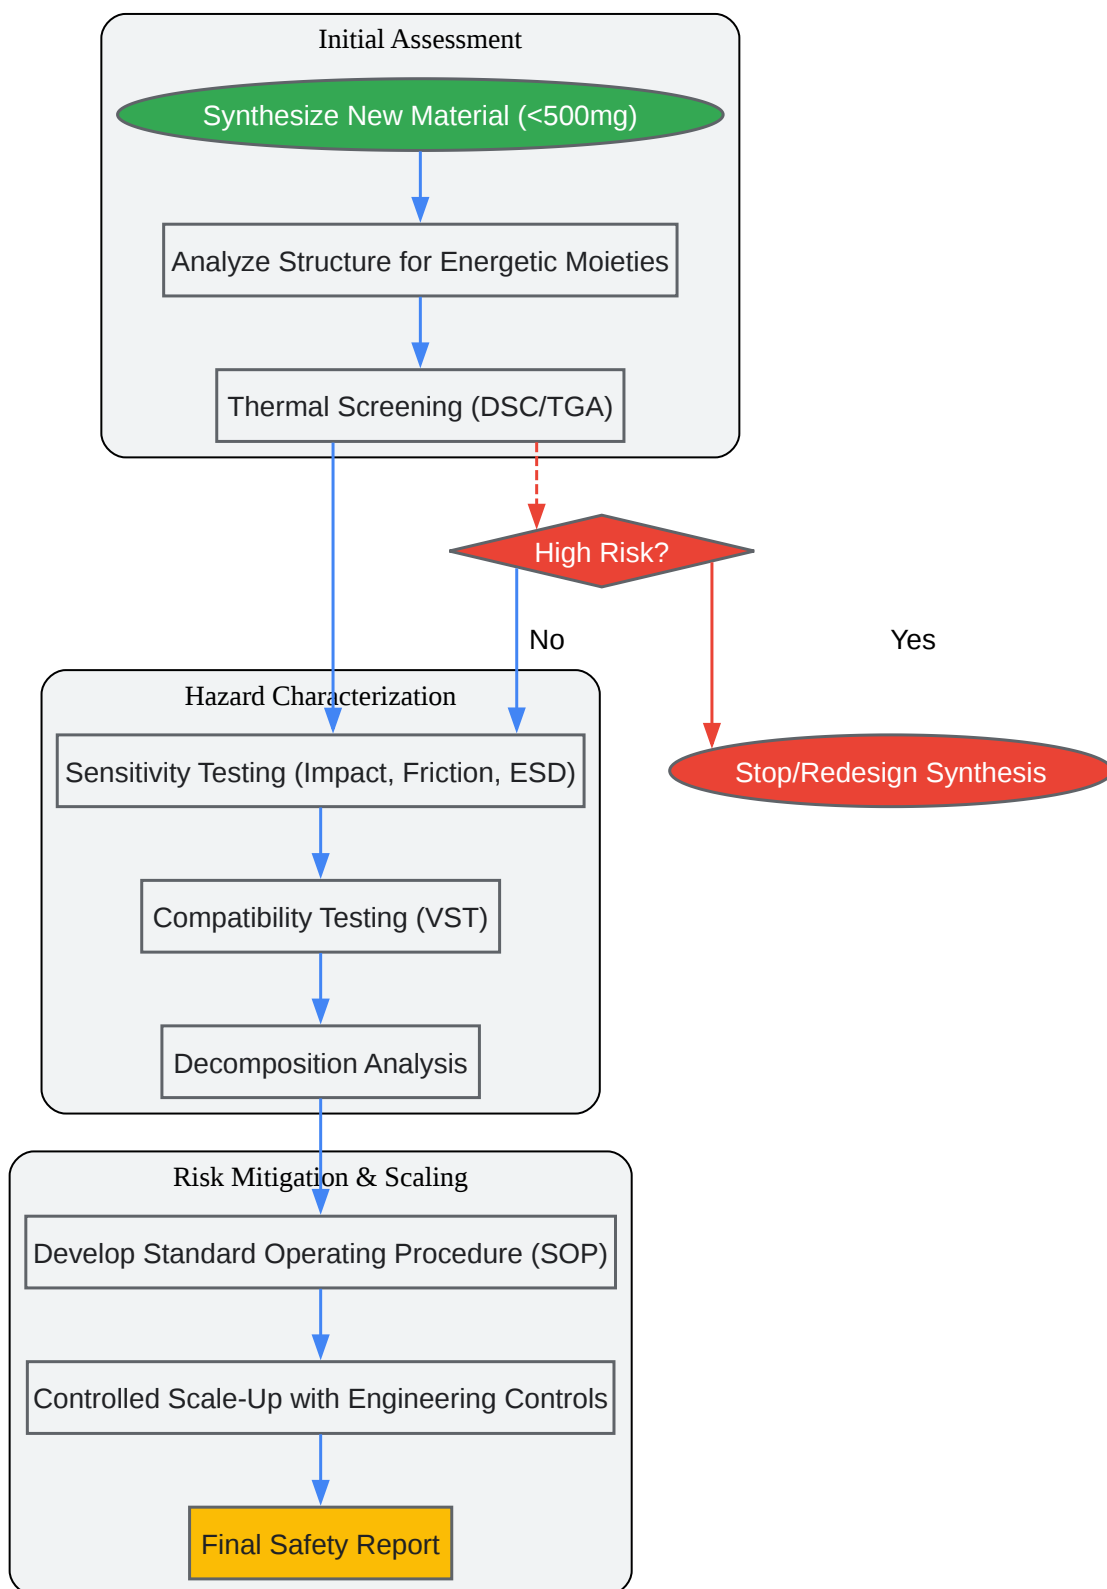 Initial Assessment
Synthesize New Material (<500mg)
Analyze Structure for Energetic Moieties
Thermal Screening (DSC/TGA)
High Risk?
No
Yes
Hazard Characterization
Sensitivity Testing (Impact, Friction, ESD)
Stop/Redesign Synthesis
Compatibility Testing (VST)
Decomposition Analysis
Risk Mitigation & Scaling
Develop Standard Operating Procedure (SOP)
Controlled Scale-Up with Engineering Controls
Final Safety Report